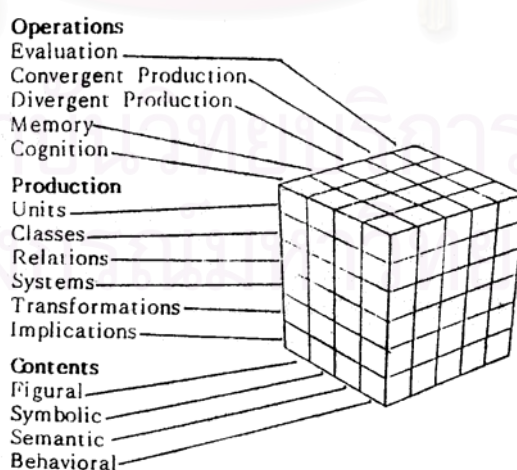 Operations
Evaluation
Convergent Production
Divergent Production
Memory
Cognition
Production
Units
Classes
Relations
Systems
Transformations
Implications
Contents
Figural
Symbolic
Semantic
Behavioral